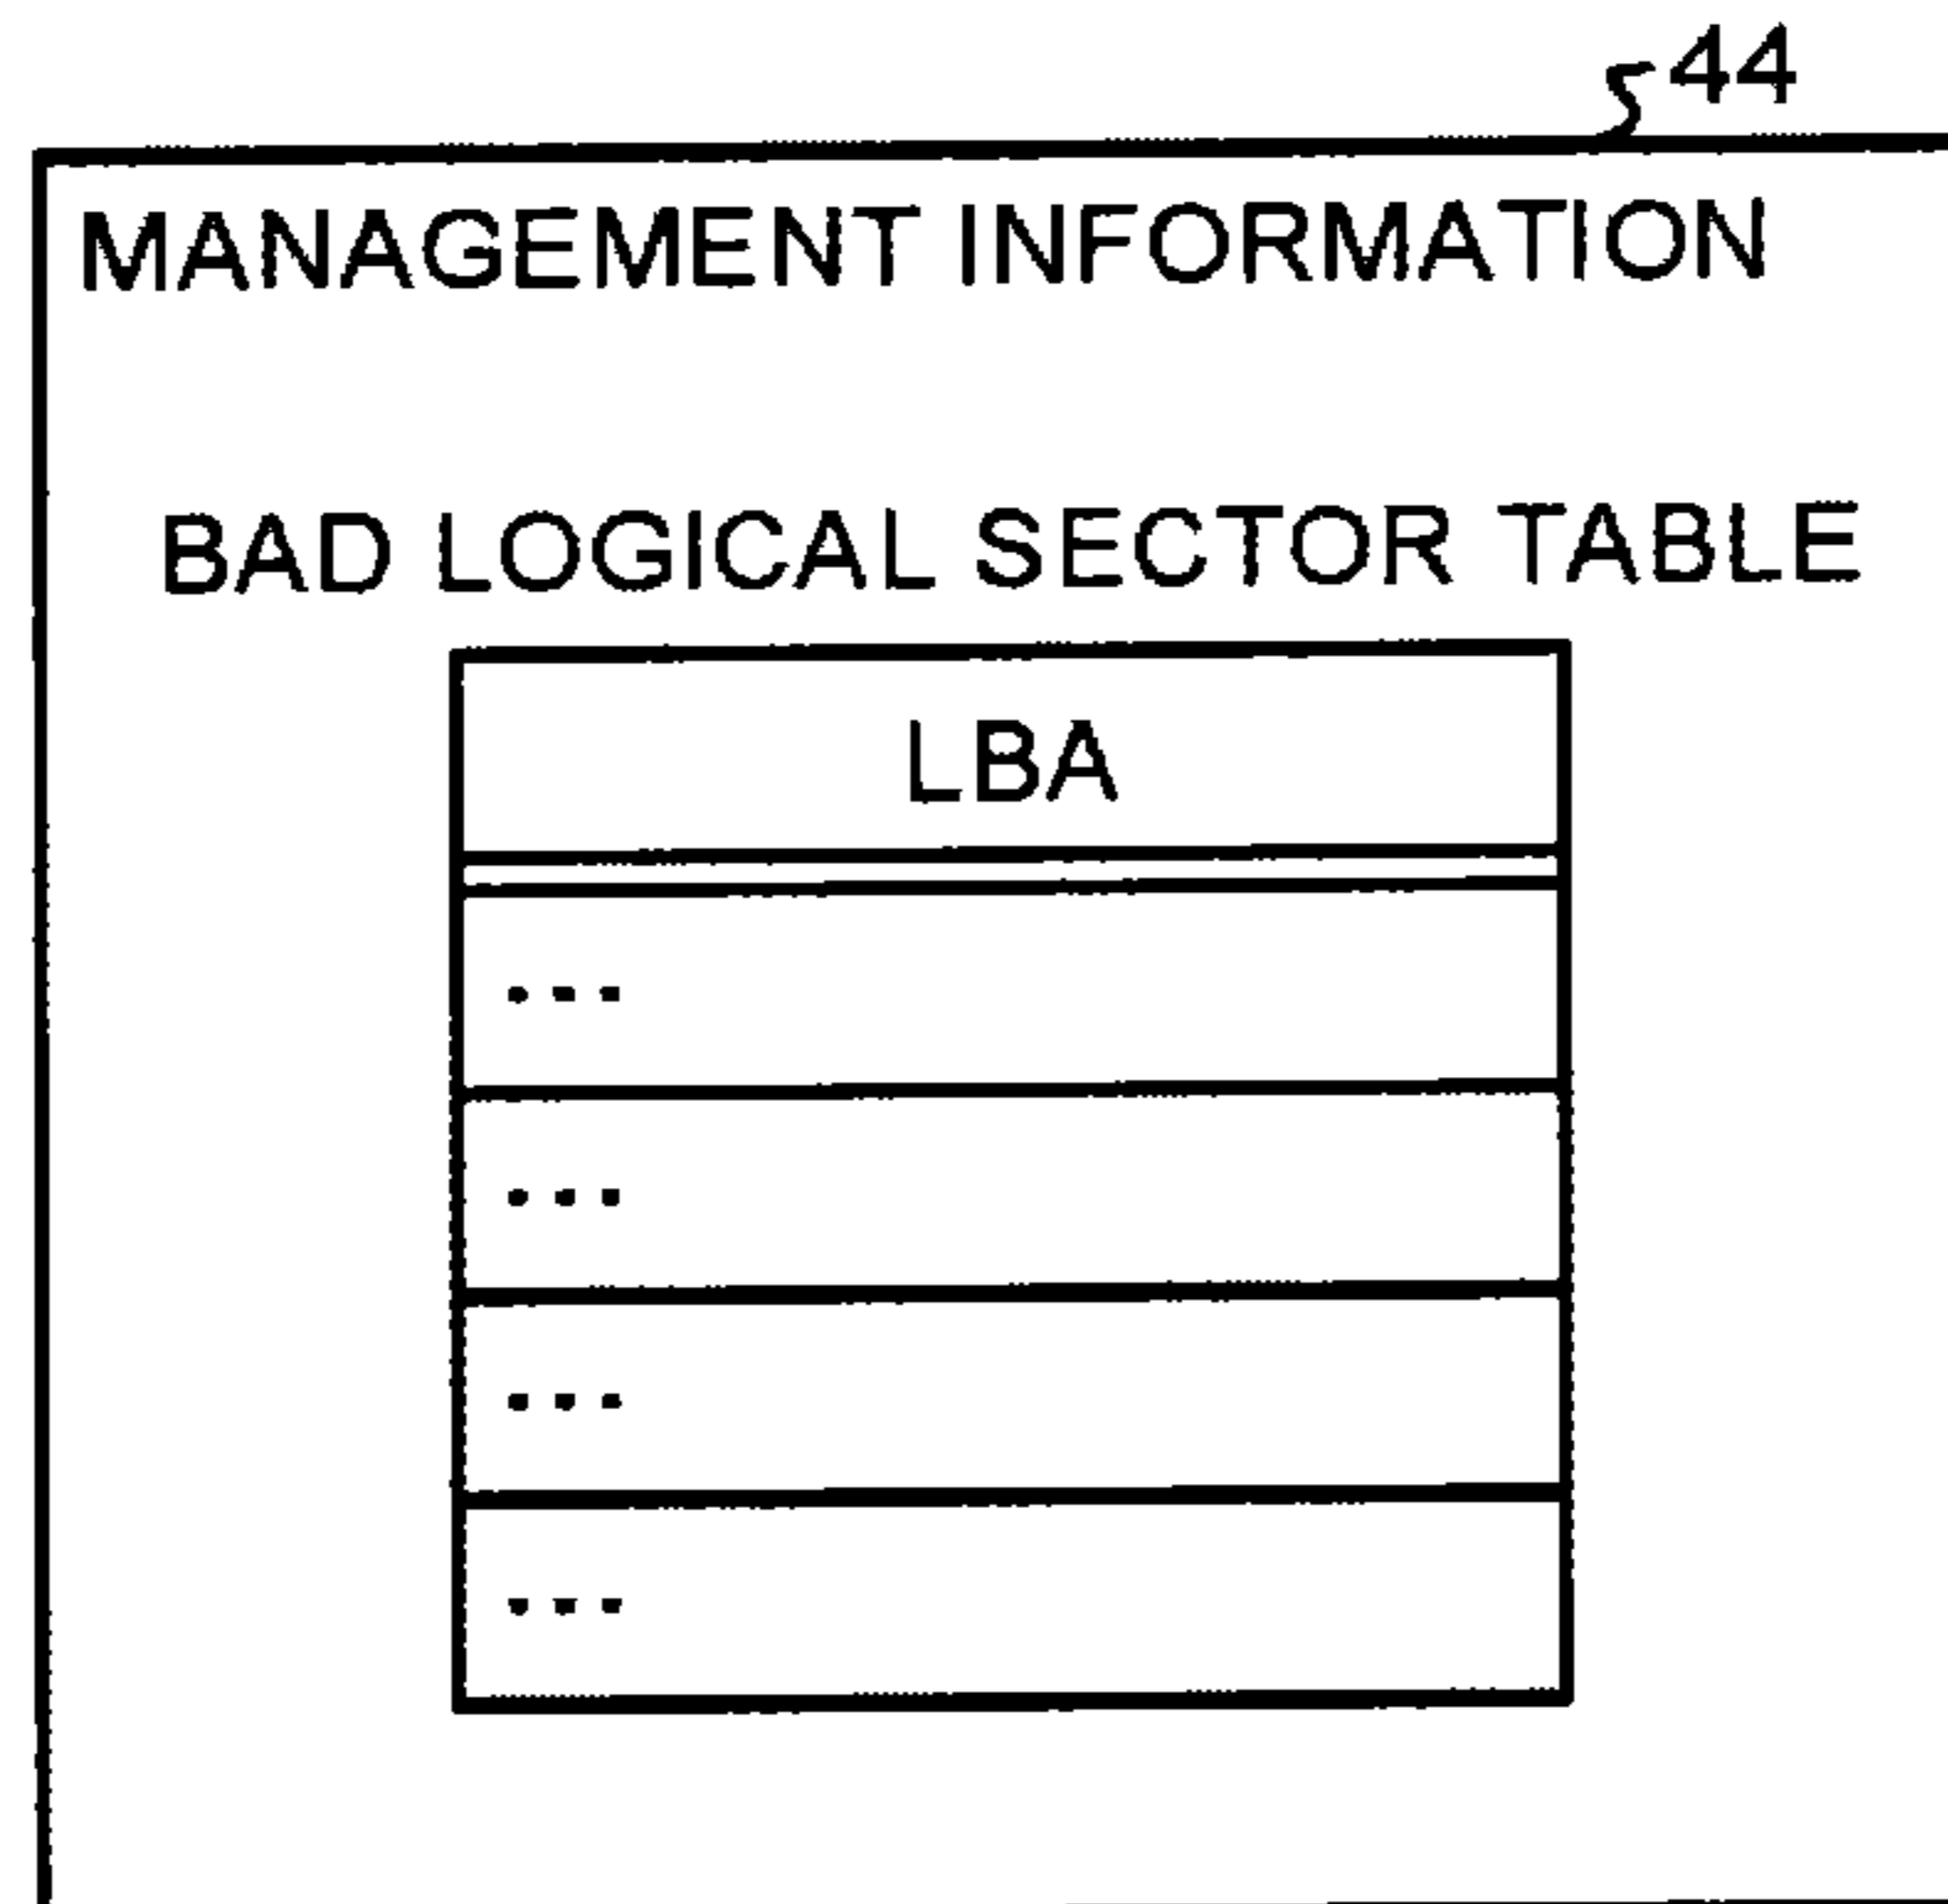 44
MANAGEMENT INFORMATION
BAD LOGICAL SECTOR TABLE
LBA
...
...
...
...